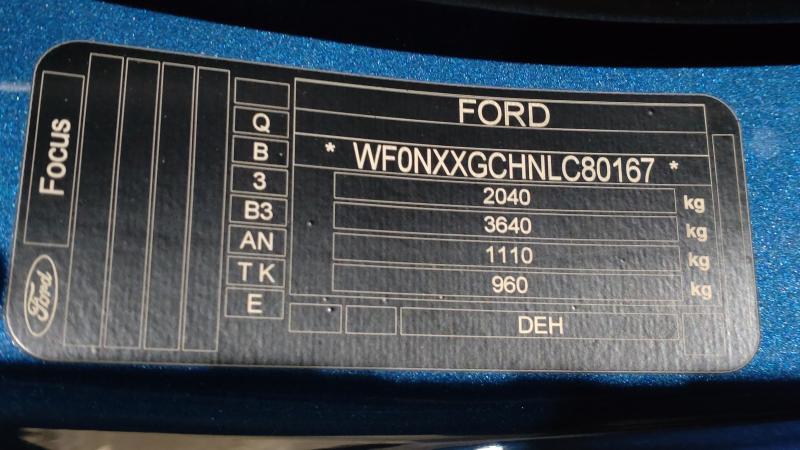 FORD
* WF0NXXGCHNLC80167 *
2040 kg
3640 kg
1110 kg
960 kg
DEH
Q
B
3
B3
AN
TK
E
Focus
Ford